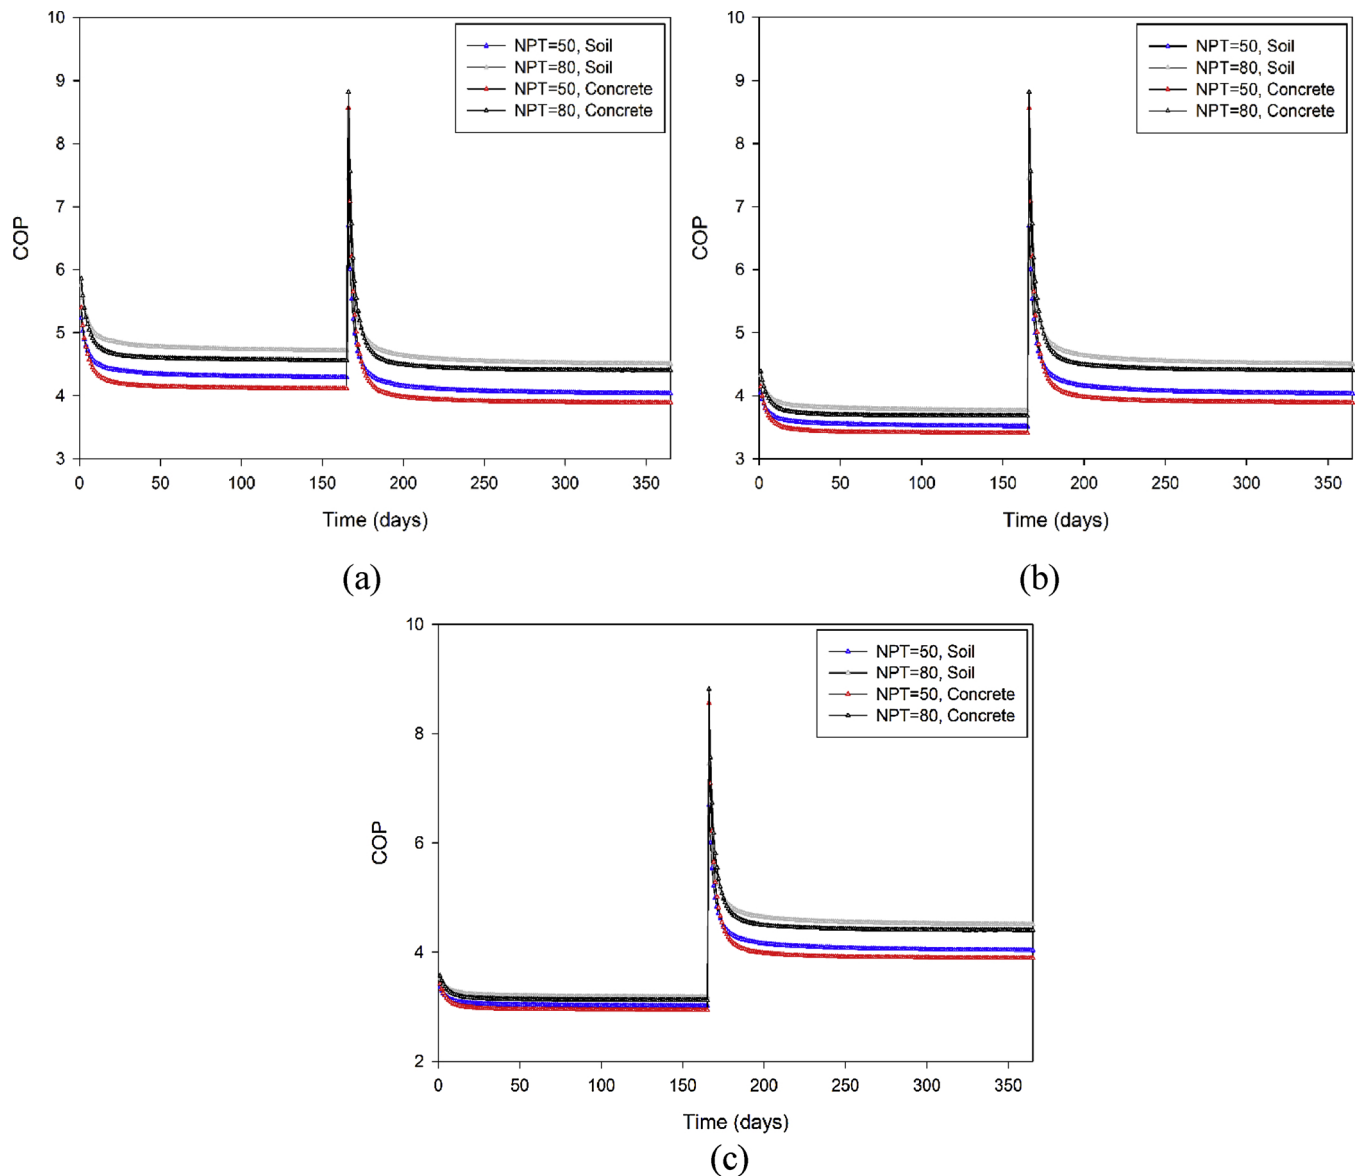 10
9
8
7
6
5
4
3
COP
NPT=50, Soil
NPT=80, Soil
NPT=50, Concrete
NPT=80, Concrete
0 50 100 150 200 250 300 350
Time (days)
(a)
10
9
8
7
6
5
4
3
COP
NPT=50, Soil
NPT=80, Soil
NPT=50, Concrete
NPT=80, Concrete
0 50 100 150 200 250 300 350
Time (days)
(b)
10
8
6
4
2
COP
NPT=50, Soil
NPT=80, Soil
NPT=50, Concrete
NPT=80, Concrete
0 50 100 150 200 250 300 350
Time (days)
(c)